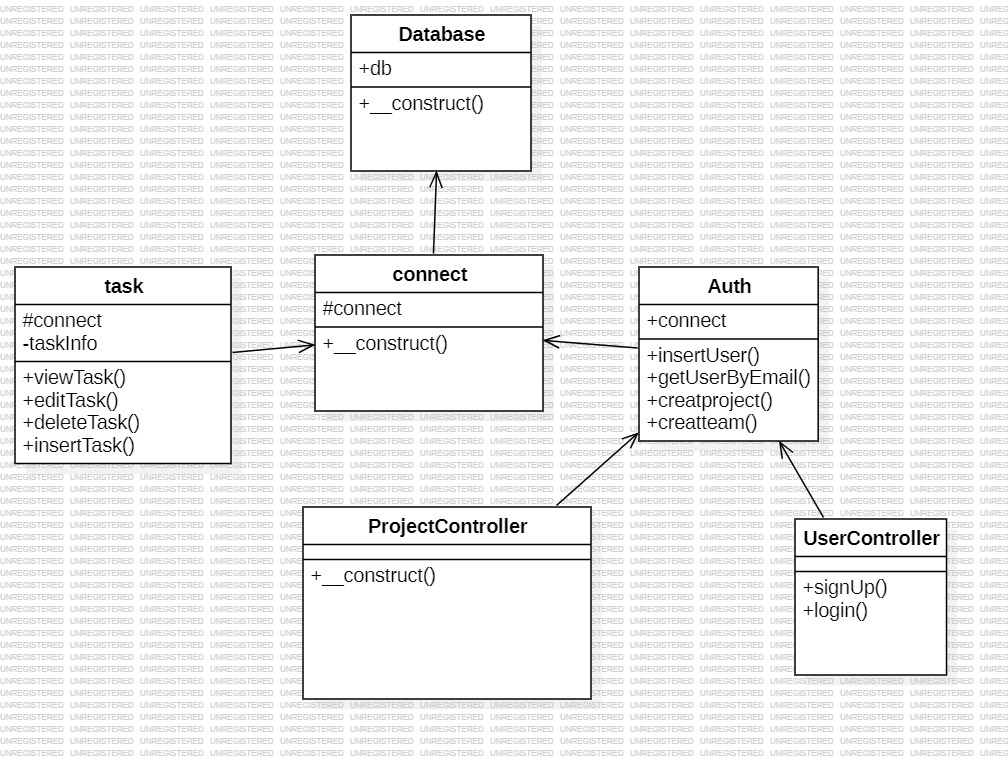 Database
+db
+__construct()
connect
#connect
+__construct()
task
#connect
-taskInfo
+viewTask()
+editTask()
+deleteTask()
+insertTask()
Auth
+connect
+insertUser()
+getUserByEmail()
+creatproject()
+creatteam()
ProjectController
+__construct()
UserController
+signUp()
+login()
UNREGISTERED